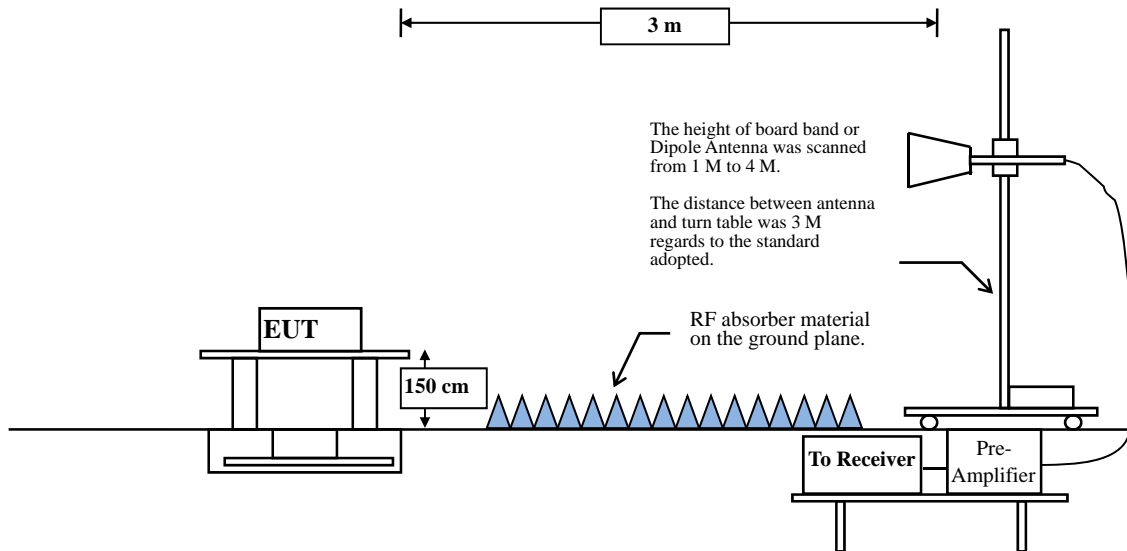 3 m
The height of board band or
Dipole Antenna was scanned
from 1 M to 4 M.
The distance between antenna
and turn table was 3 M
regards to the standard
adopted.
EUT
RF absorber material
on the ground plane.
150 cm
To Receiver
Pre-
Amplifier